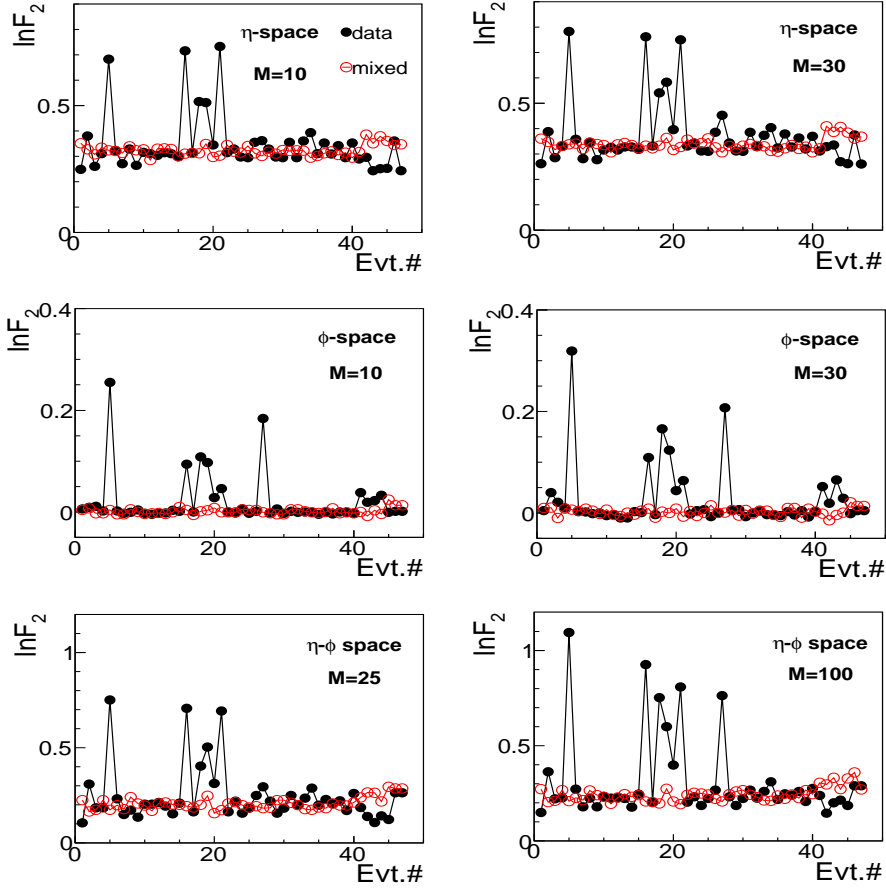 lnF2
η-space
data
M=10
mixed
0.5
0
0
20
40
Evt.#
lnF2
η-space
M=30
0.5
0
0
20
40
Evt.#
lnF2
0.4
φ-space
M=10
0.2
0
0
20
40
Evt.#
lnF2
0.4
φ-space
M=30
0.2
0
0
20
40
Evt.#
lnF2
η-φ space
M=25
1
0.5
0
0
20
40
Evt.#
lnF2
η-φ space
M=100
1
0.5
0
0
20
40
Evt.#